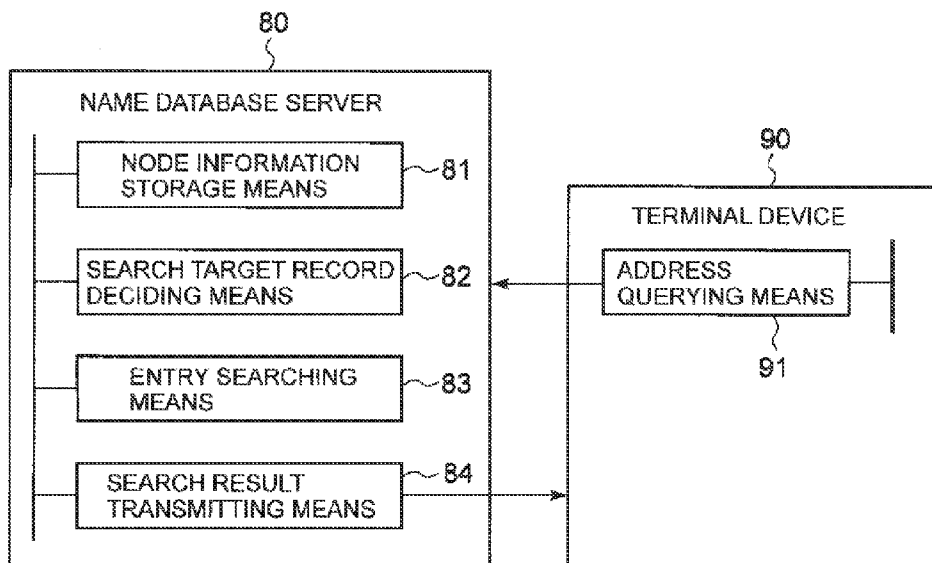 80
NAME DATABASE SERVER
NODE INFORMATION
STORAGE MEANS
81
SEARCH TARGET RECORD
DECIDING MEANS
82
ENTRY SEARCHING
MEANS
83
SEARCH RESULT
TRANSMITTING MEANS
84
90
TERMINAL DEVICE
ADDRESS
QUERYING MEANS
91